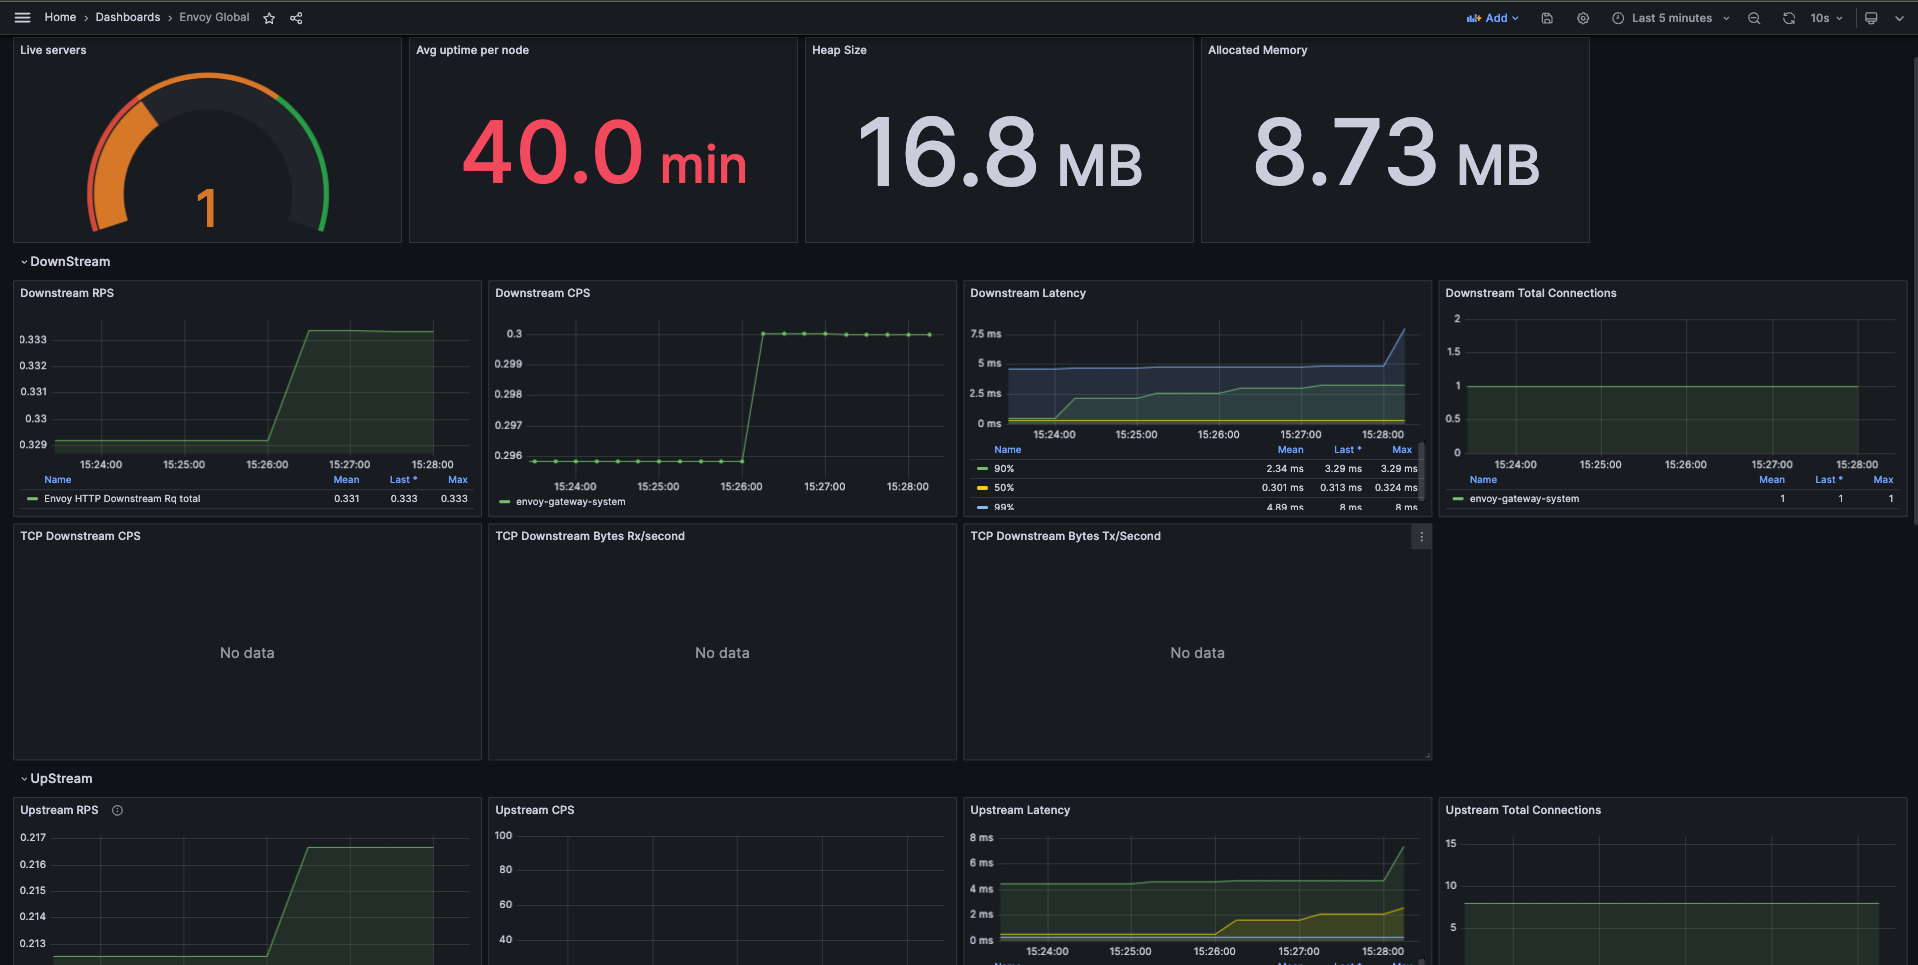 Home › Dashboards › Envoy Global
Add
Last 5 minutes
10s
Live servers
1
Avg uptime per node
40.0 min
Heap Size
16.8 MB
Allocated Memory
8.73 MB
DownStream
Downstream RPS
0.333
0.332
0.331
0.33
0.329
15:24:00 15:25:00 15:26:00 15:27:00 15:28:00
Name Mean Last * Max
Envoy HTTP Downstream Rq total 0.331 0.333 0.333
Downstream CPS
0.3
0.299
0.298
0.297
0.296
15:24:00 15:25:00 15:26:00 15:27:00 15:28:00
envoy-gateway-system
Downstream Latency
7.5 ms
5 ms
2.5 ms
0 ms
15:24:00 15:25:00 15:26:00 15:27:00 15:28:00
Name Mean Last * Max
90% 2.34 ms 3.29 ms 3.29 ms
50% 0.301 ms 0.313 ms 0.324 ms
99% 4.89 ms 8 ms 8 ms
Downstream Total Connections
2
1.5
1
0.5
0
15:24:00 15:25:00 15:26:00 15:27:00 15:28:00
Name Mean Last * Max
envoy-gateway-system 1 1 1
TCP Downstream CPS
No data
TCP Downstream Bytes Rx/second
No data
TCP Downstream Bytes Tx/Second
No data
UpStream
Upstream RPS
0.217
0.216
0.215
0.214
0.213
Upstream CPS
100
80
60
40
Upstream Latency
8 ms
6 ms
4 ms
2 ms
0 ms
15:24:00 15:25:00 15:26:00 15:27:00 15:28:00
Upstream Total Connections
15
10
5